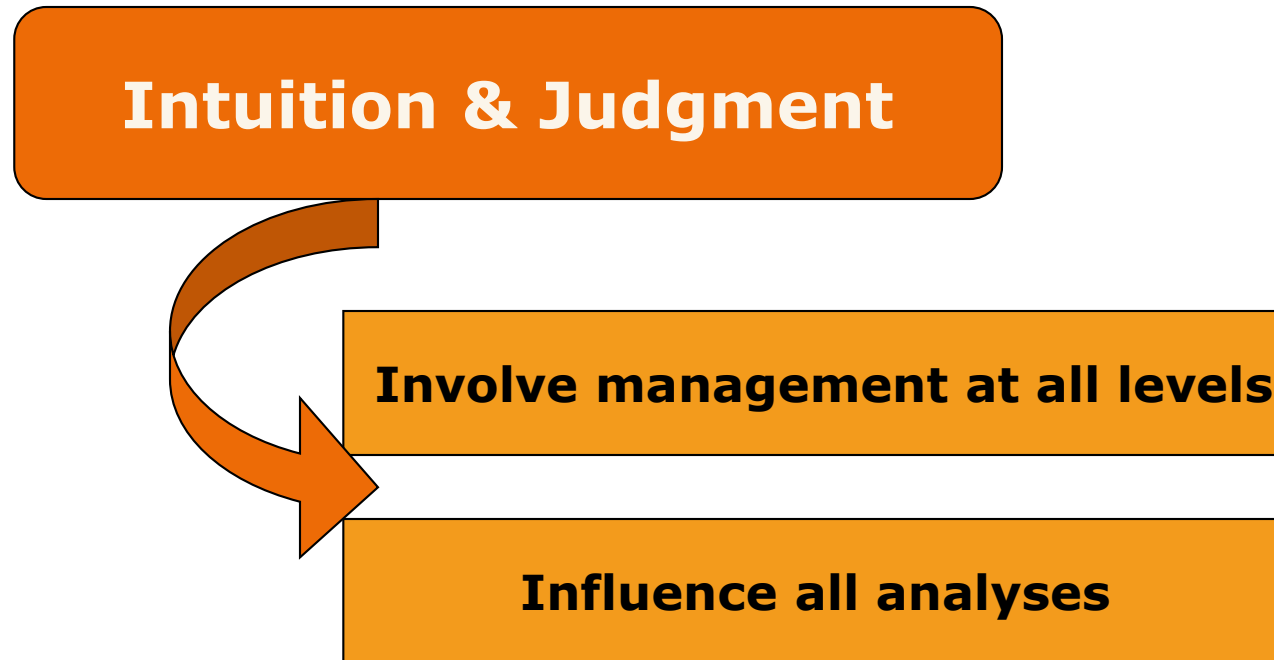 Intuition & Judgment
Involve management at all levels
Influence all analyses